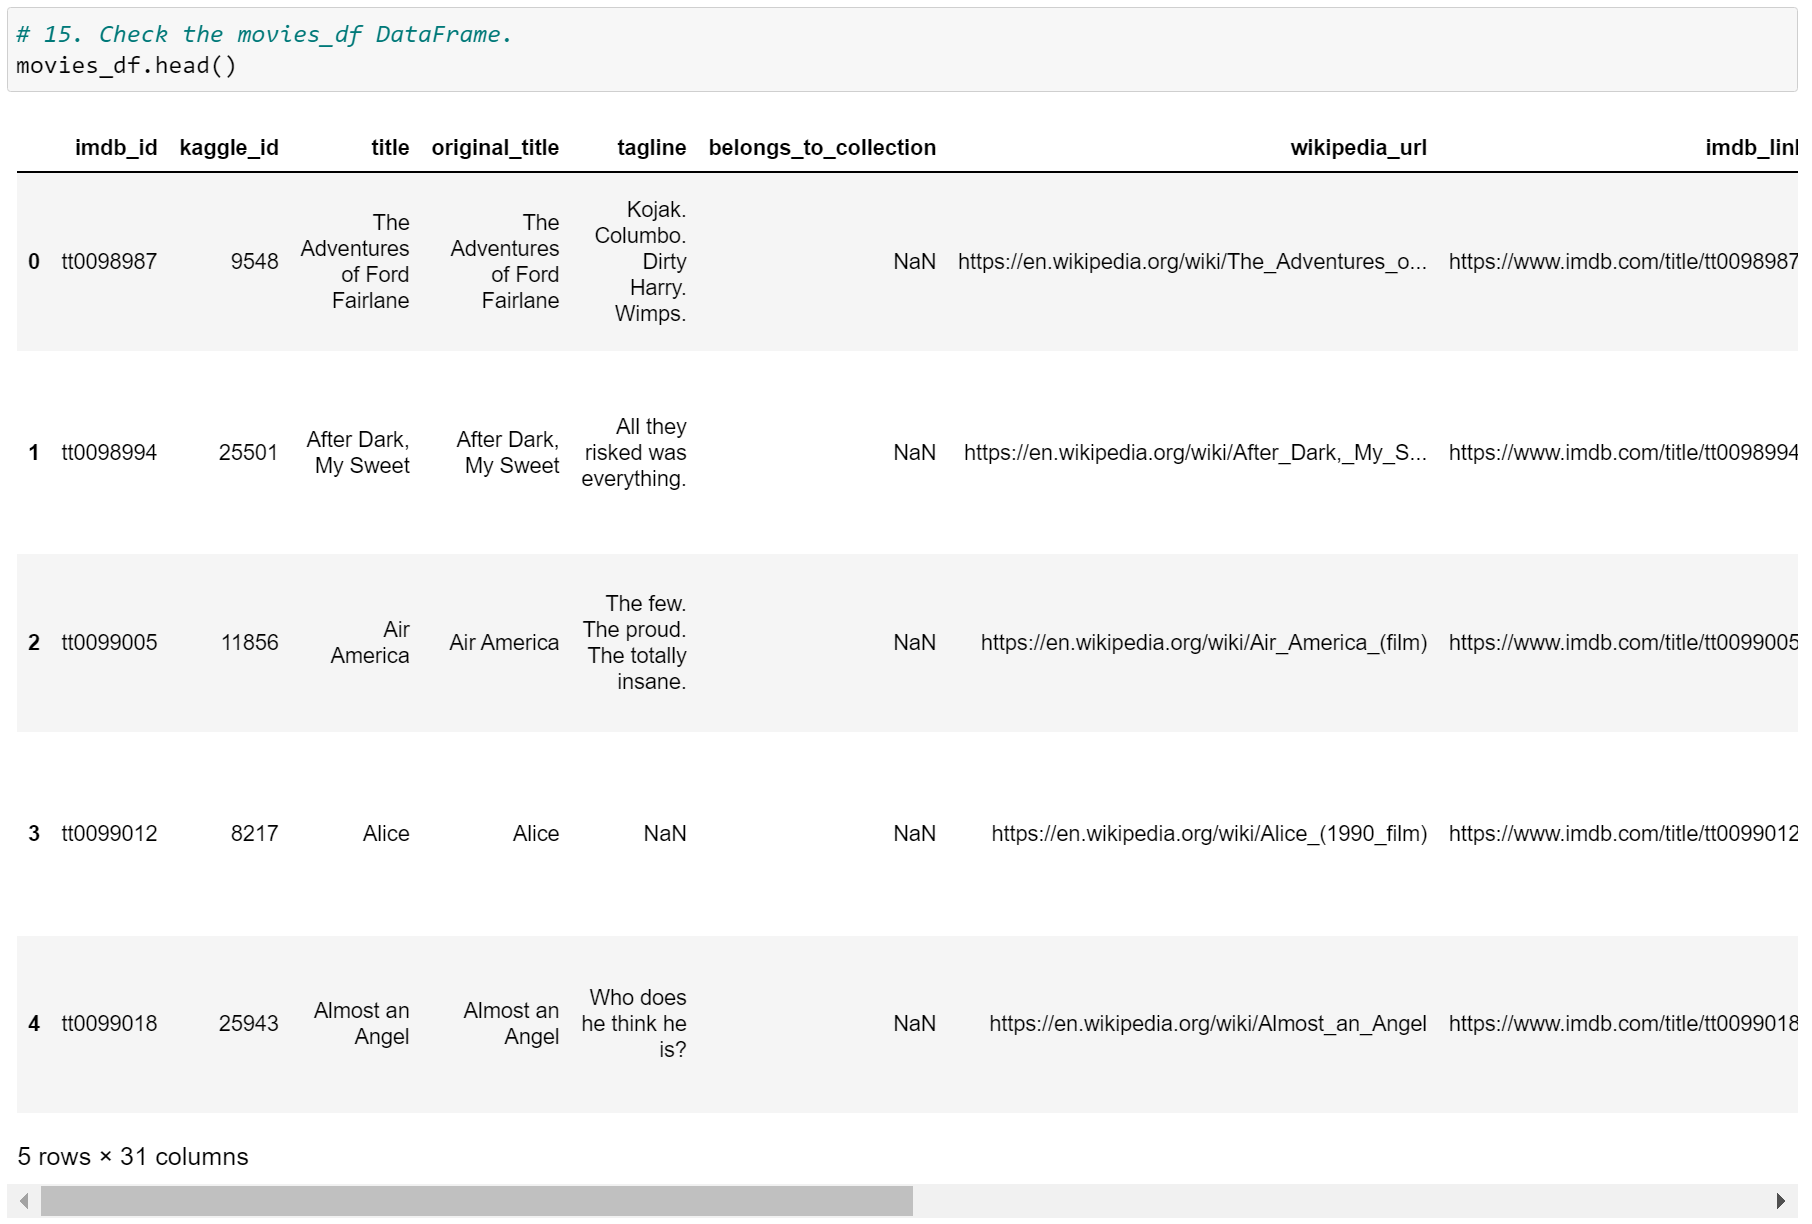 # 15. Check the movies_df DataFrame.
movies_df.head()
imdb_id kaggle_id title original_title tagline belongs_to_collection wikipedia_url imdb_lin
0 tt0098987 9548 The Adventures of Ford Fairlane The Adventures of Ford Fairlane Kojak. Columbo. Dirty Harry. Wimps. NaN https://en.wikipedia.org/wiki/The_Adventures_o... https://www.imdb.com/title/tt0098987
1 tt0098994 25501 After Dark, My Sweet After Dark, My Sweet All they risked was everything. NaN https://en.wikipedia.org/wiki/After_Dark,_My_S... https://www.imdb.com/title/tt0098994
2 tt0099005 11856 Air America Air America The few. The proud. The totally insane. NaN https://en.wikipedia.org/wiki/Air_America_(film) https://www.imdb.com/title/tt0099005
3 tt0099012 8217 Alice Alice NaN NaN https://en.wikipedia.org/wiki/Alice_(1990_film) https://www.imdb.com/title/tt0099012
4 tt0099018 25943 Almost an Angel Almost an Angel Who does he think he is? NaN https://en.wikipedia.org/wiki/Almost_an_Angel https://www.imdb.com/title/tt0099018
5 rows × 31 columns